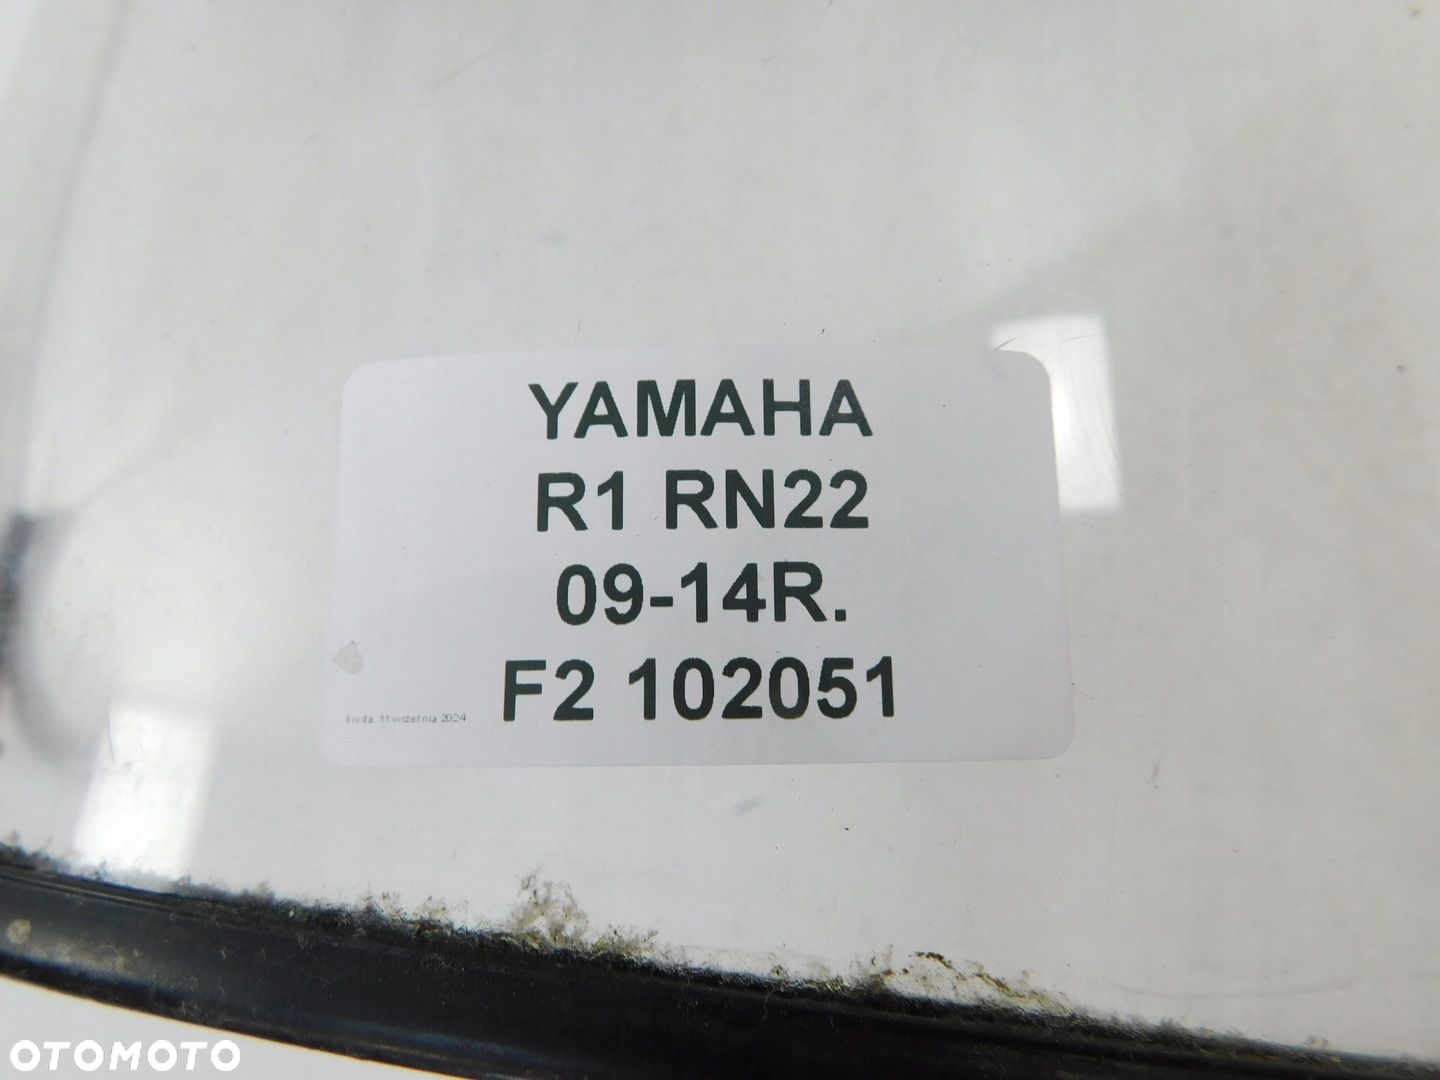 YAMAHA
R1 RN22
09-14R.
F2 102051
środa, 11 września 2024
OTOMOTO